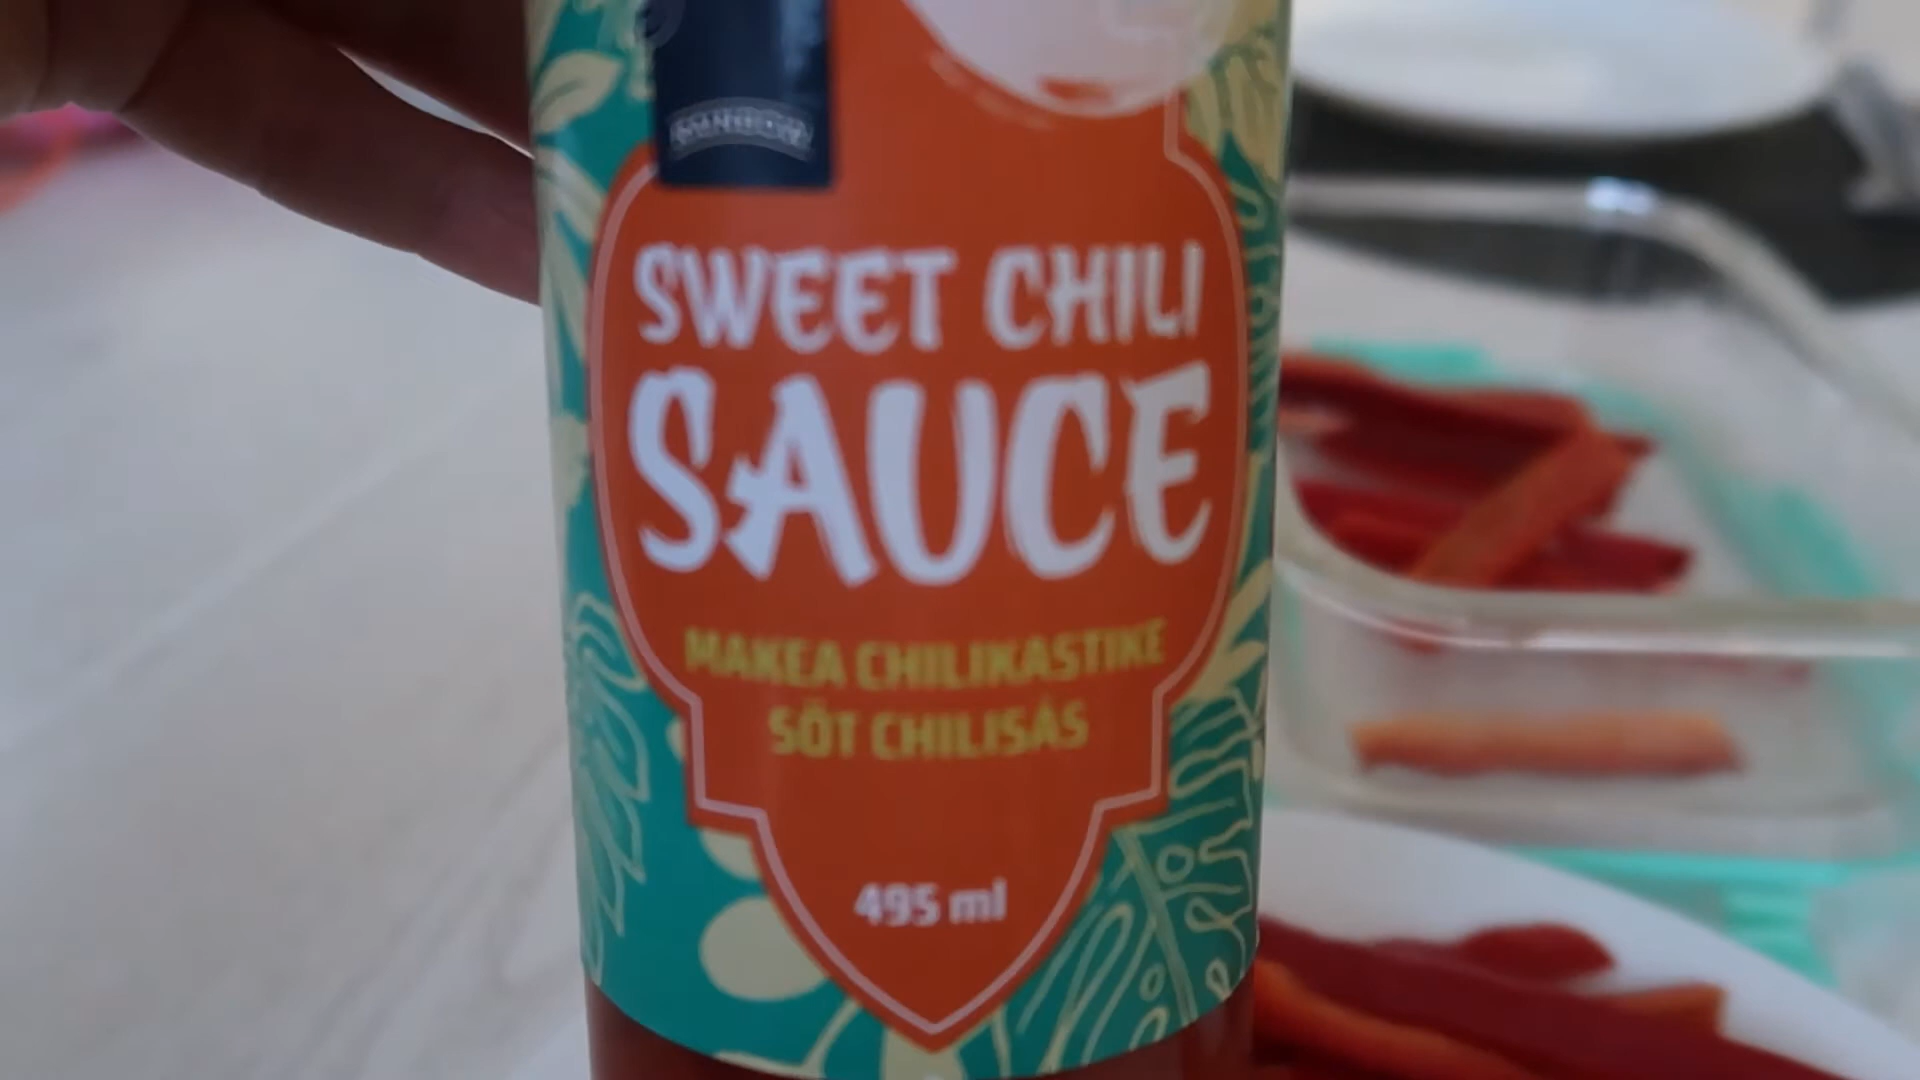 SWEET CHILI
SAUCE
MAKEA CHILIKASTIKE
SÖT CHILISÅS
495 ml